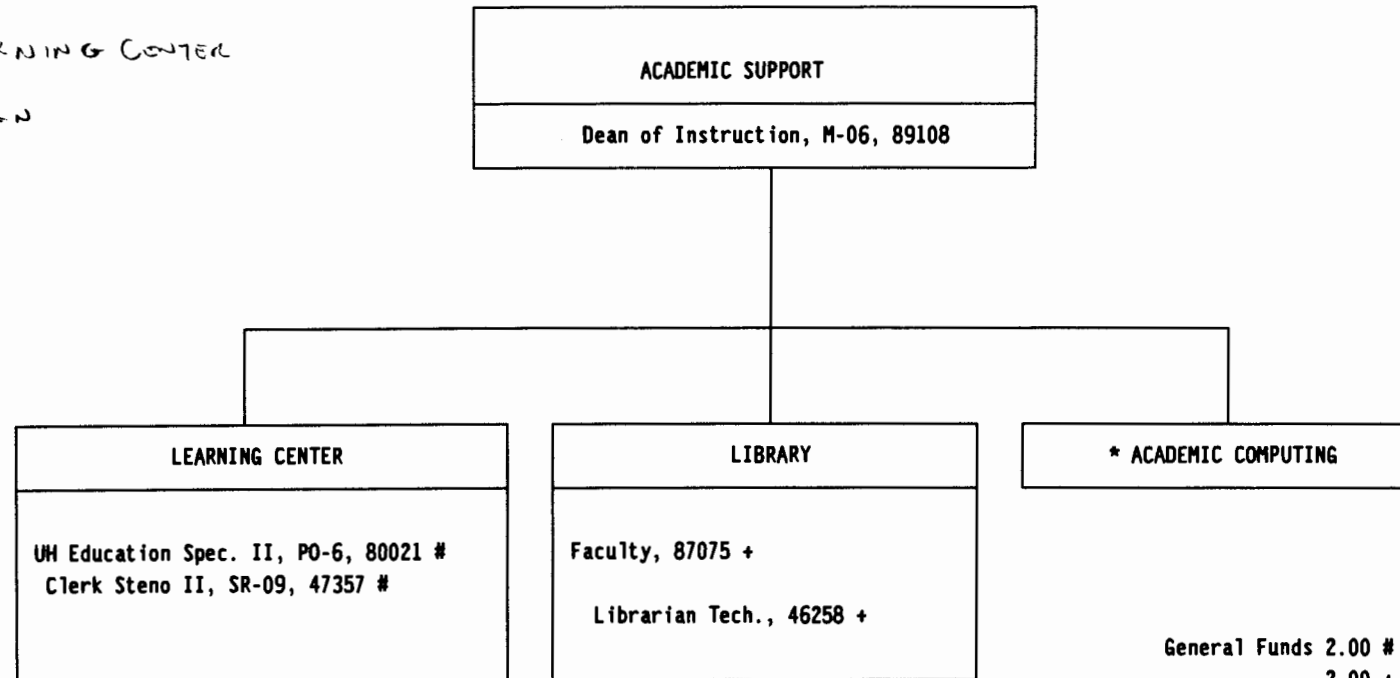 CENTER
ACADEMIC SUPPORT
Dean of Instruction, M-06, 89108
LEARNING CENTER
UH Education Spec. II, PO-6, 80021 #
Clerk Steno II, SR-09, 47357 #
LIBRARY
Faculty, 87075 +
Librarian Tech., 46258 +
* ACADEMIC COMPUTING
General Funds 2.00 #